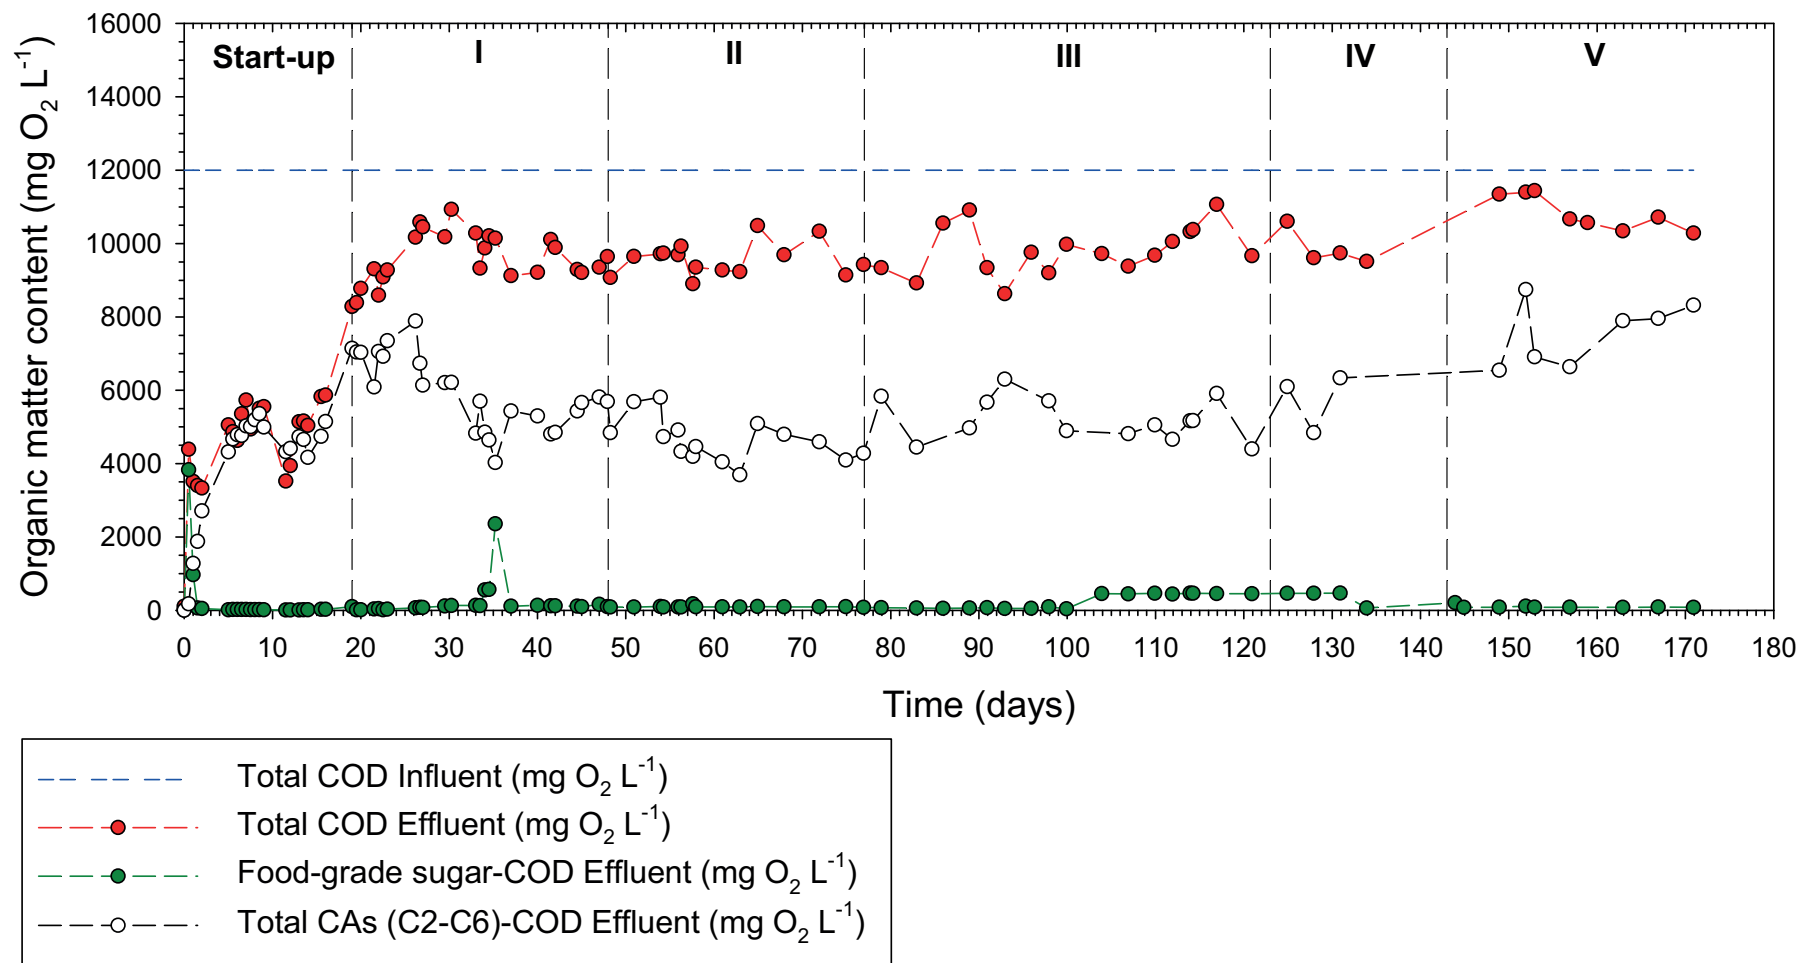 16000
14000
12000
10000
8000
6000
4000
2000
0
Organic matter content (mg O₂ L⁻¹)
Start-up I II III IV V
0 10 20 30 40 50 60 70 80 90 100 110 120 130 140 150 160 170 180
Time (days)
Total COD Influent (mg O₂ L⁻¹)
Total COD Effluent (mg O₂ L⁻¹)
Food-grade sugar-COD Effluent (mg O₂ L⁻¹)
Total CAs (C2-C6)-COD Effluent (mg O₂ L⁻¹)